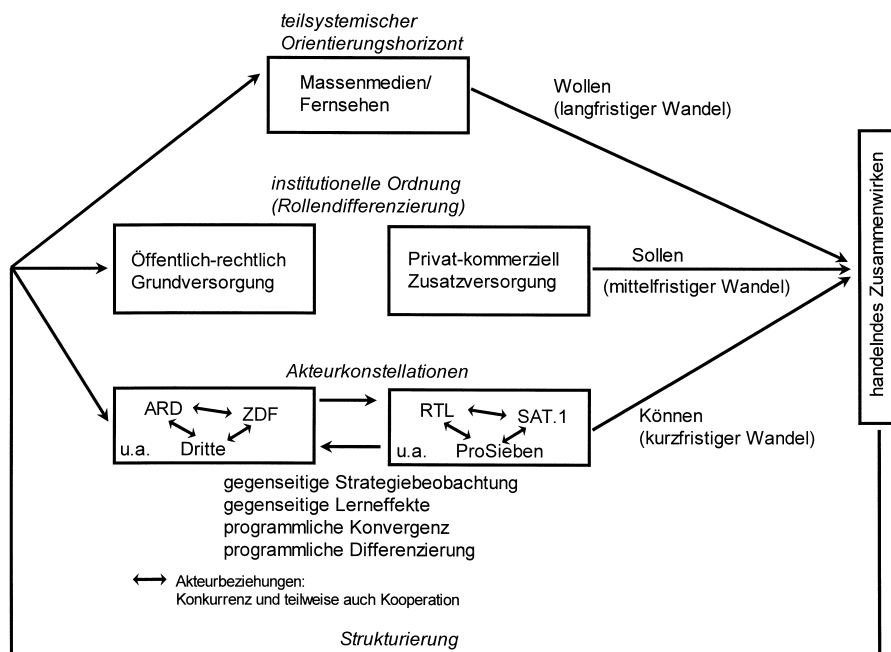 teilsystemischer
Orientierungshorizont
Massenmedien/
Fernsehen
Wollen
(langfristiger Wandel)
institutionelle Ordnung
(Rollendifferenzierung)
Öffentlich-rechtlich
Grundversorgung
Privat-kommerziell
Zusatzversorgung
Sollen
(mittelfristiger Wandel)
handelndes Zusammenwirken
Akteurkonstellationen
ARD
ZDF
Dritte
u.a.
RTL
SAT.1
ProSieben
u.a.
Können
(kurzfristiger Wandel)
gegenseitige Strategiebeobachtung
gegenseitige Lerneffekte
programmliche Konvergenz
programmliche Differenzierung
Akteurbeziehungen:
Konkurrenz und teilweise auch Kooperation
Strukturierung